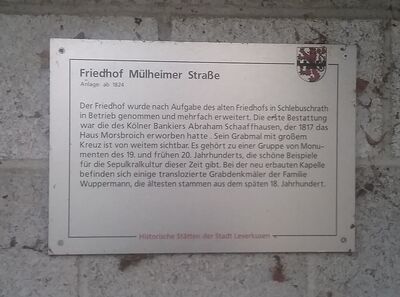 Friedhof Mülheimer Straße
Anlage: ab 1824
Der Friedhof wurde nach Aufgabe des alten Friedhofs in Schlebuschrath
in Betrieb genommen und mehrfach erweitert. Die erste Bestattung
war die des Kölner Bankiers Abraham Schaaffhausen, der 1817 das
Haus Morsbroich erworben hatte. Sein Grabmal mit großem
Kreuz ist von weitem sichtbar. Es gehört zu einer Gruppe von Monu-
menten des 19. und frühen 20. Jahrhunderts, die schöne Beispiele
für die Sepulkralkultur dieser Zeit gibt. Bei der neu erbauten Kapelle
befinden sich einige translozierte Grabdenkmäler der Familie
Wuppermann, die ältesten stammen aus dem späten 18. Jahrhundert.
Historische Stätten der Stadt Leverkusen